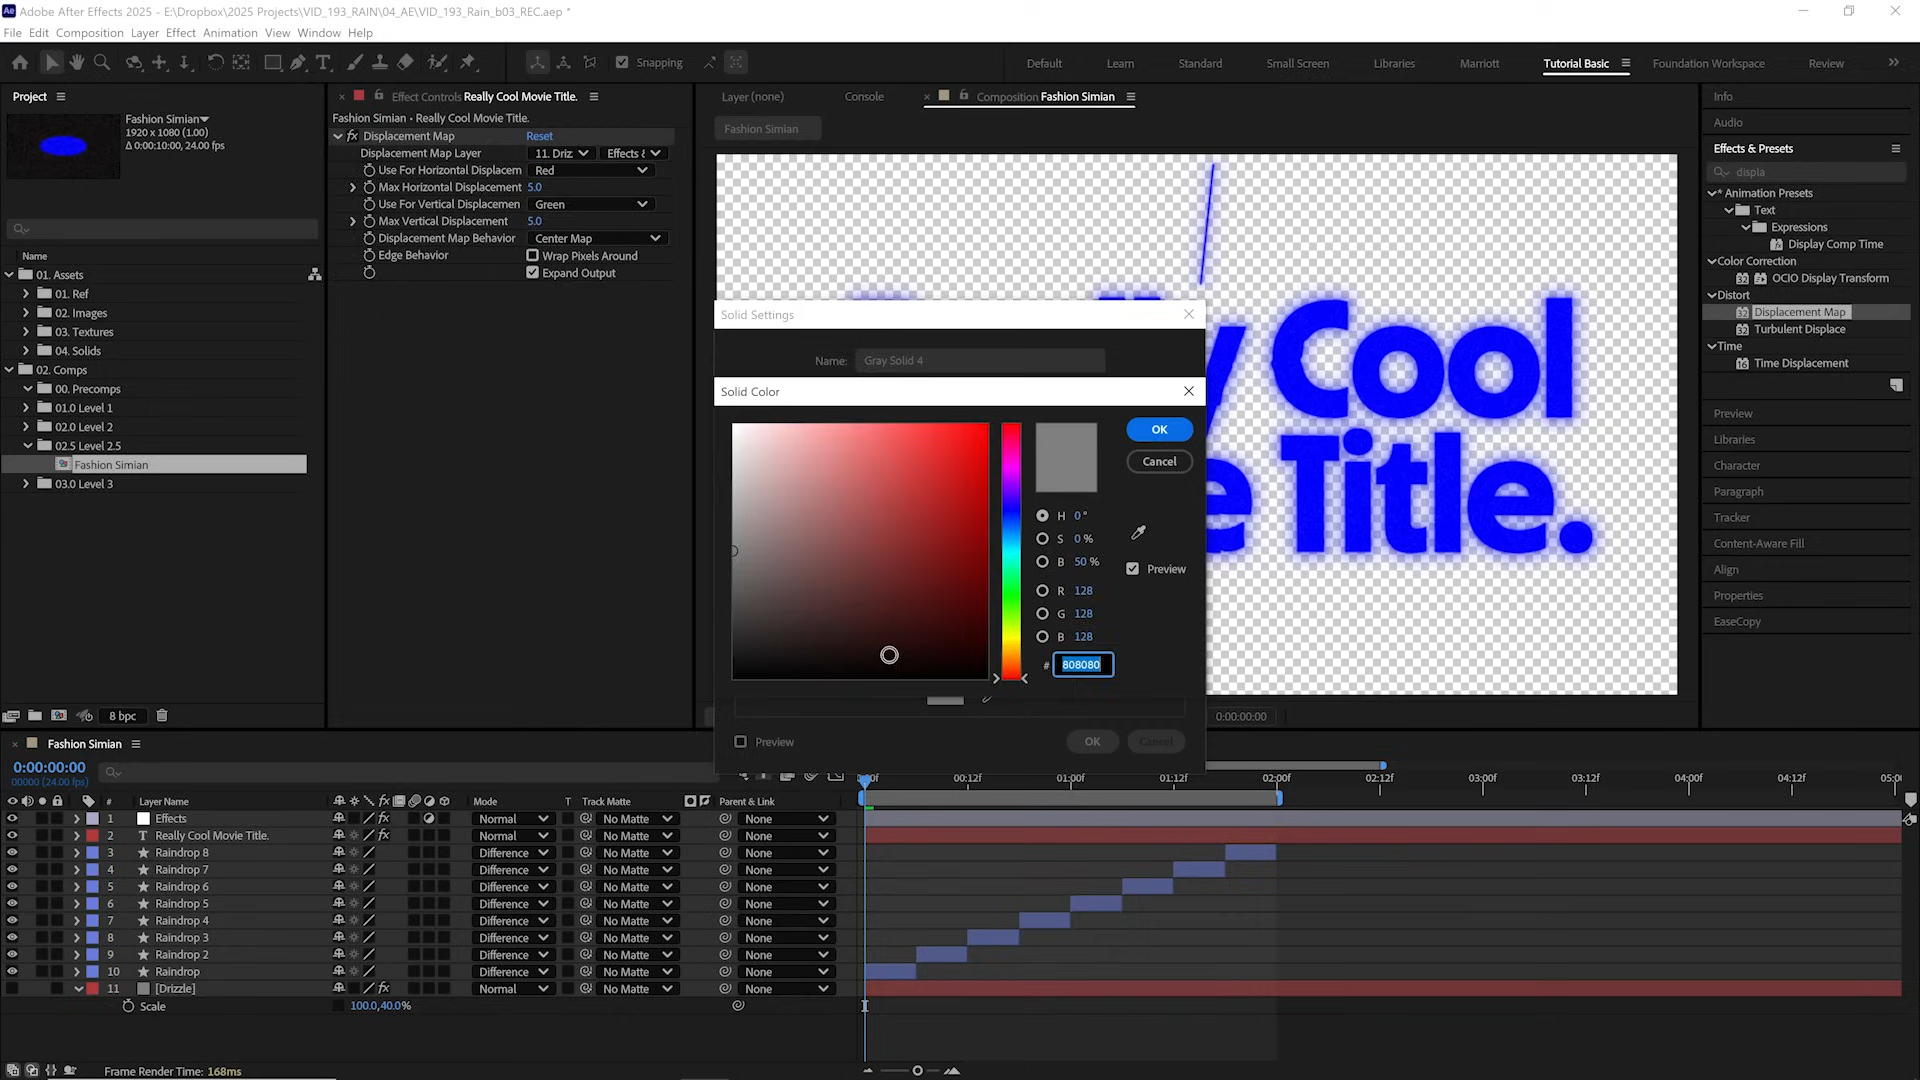 Adobe After Effects 2025 - E:\Dropbox\2025 Projects\VID_193_RAIN\04_AE\VID_193_Rain_b03_REC.aep *
File Edit Composition Layer Effect Animation View Window Help
Snapping
Default Learn Standard Small Screen Libraries Marriott Tutorial Basic Foundation Workspace Review
Project
Fashion Simian
1920 x 1080 (1.00)
Δ 0:00:10:00, 24.00 fps
Name
01. Assets
01. Ref
02. Images
03. Textures
04. Solids
02. Comps
00. Precomps
01.0 Level 1
02.0 Level 2
02.5 Level 2.5
Fashion Simian
03.0 Level 3
8 bpc
Effect Controls Really Cool Movie Title.
Fashion Simian • Really Cool Movie Title.
fx Displacement Map Reset
Displacement Map Layer 11. Driz Effects &
Use For Horizontal Displacem Red
Max Horizontal Displacement 5.0
Use For Vertical Displacemen Green
Max Vertical Displacement 5.0
Displacement Map Behavior Center Map
Edge Behavior Wrap Pixels Around
Expand Output
Layer (none) Console Composition Fashion Simian
Fashion Simian
y Cool
e Title.
0:00:00:00
Solid Settings
Name: Gray Solid 4
Solid Color
OK
Cancel
H 0 °
S 0 %
B 50 %
Preview
R 128
G 128
B 128
# 808080
Preview OK Cancel
Info
Audio
Effects & Presets
displa
* Animation Presets
Text
Expressions
Display Comp Time
Color Correction
32 OCIO Display Transform
Distort
32 Displacement Map
32 Turbulent Displace
Time
16 Time Displacement
Preview
Libraries
Character
Paragraph
Tracker
Content-Aware Fill
Align
Properties
EaseCopy
Fashion Simian
0:00:00:00
00000 (24.00 fps)
00:12f 01:00f 01:12f 02:00f 02:12f 03:00f 03:12f 04:00f 04:12f 05:00
# Layer Name fx Mode T Track Matte Parent & Link
1 Effects fx Normal No Matte None
2 T Really Cool Movie Title. fx Normal No Matte None
3 Raindrop 8 Difference No Matte None
4 Raindrop 7 Difference No Matte None
5 Raindrop 6 Difference No Matte None
6 Raindrop 5 Difference No Matte None
7 Raindrop 4 Difference No Matte None
8 Raindrop 3 Difference No Matte None
9 Raindrop 2 Difference No Matte None
10 Raindrop Difference No Matte None
11 [Drizzle] fx Normal No Matte None
Scale 100.0,40.0%
Frame Render Time: 168ms